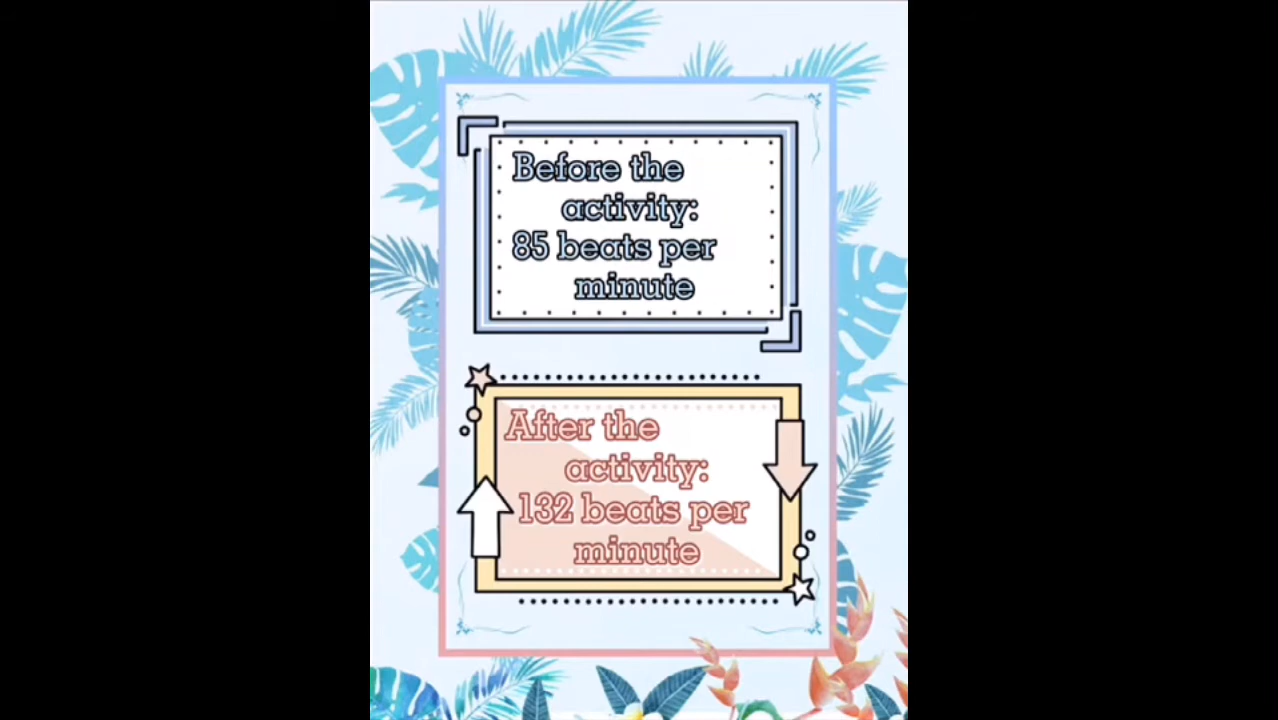 Before the
activity:
85 beats per
minute
After the
activity:
132 beats per
minute